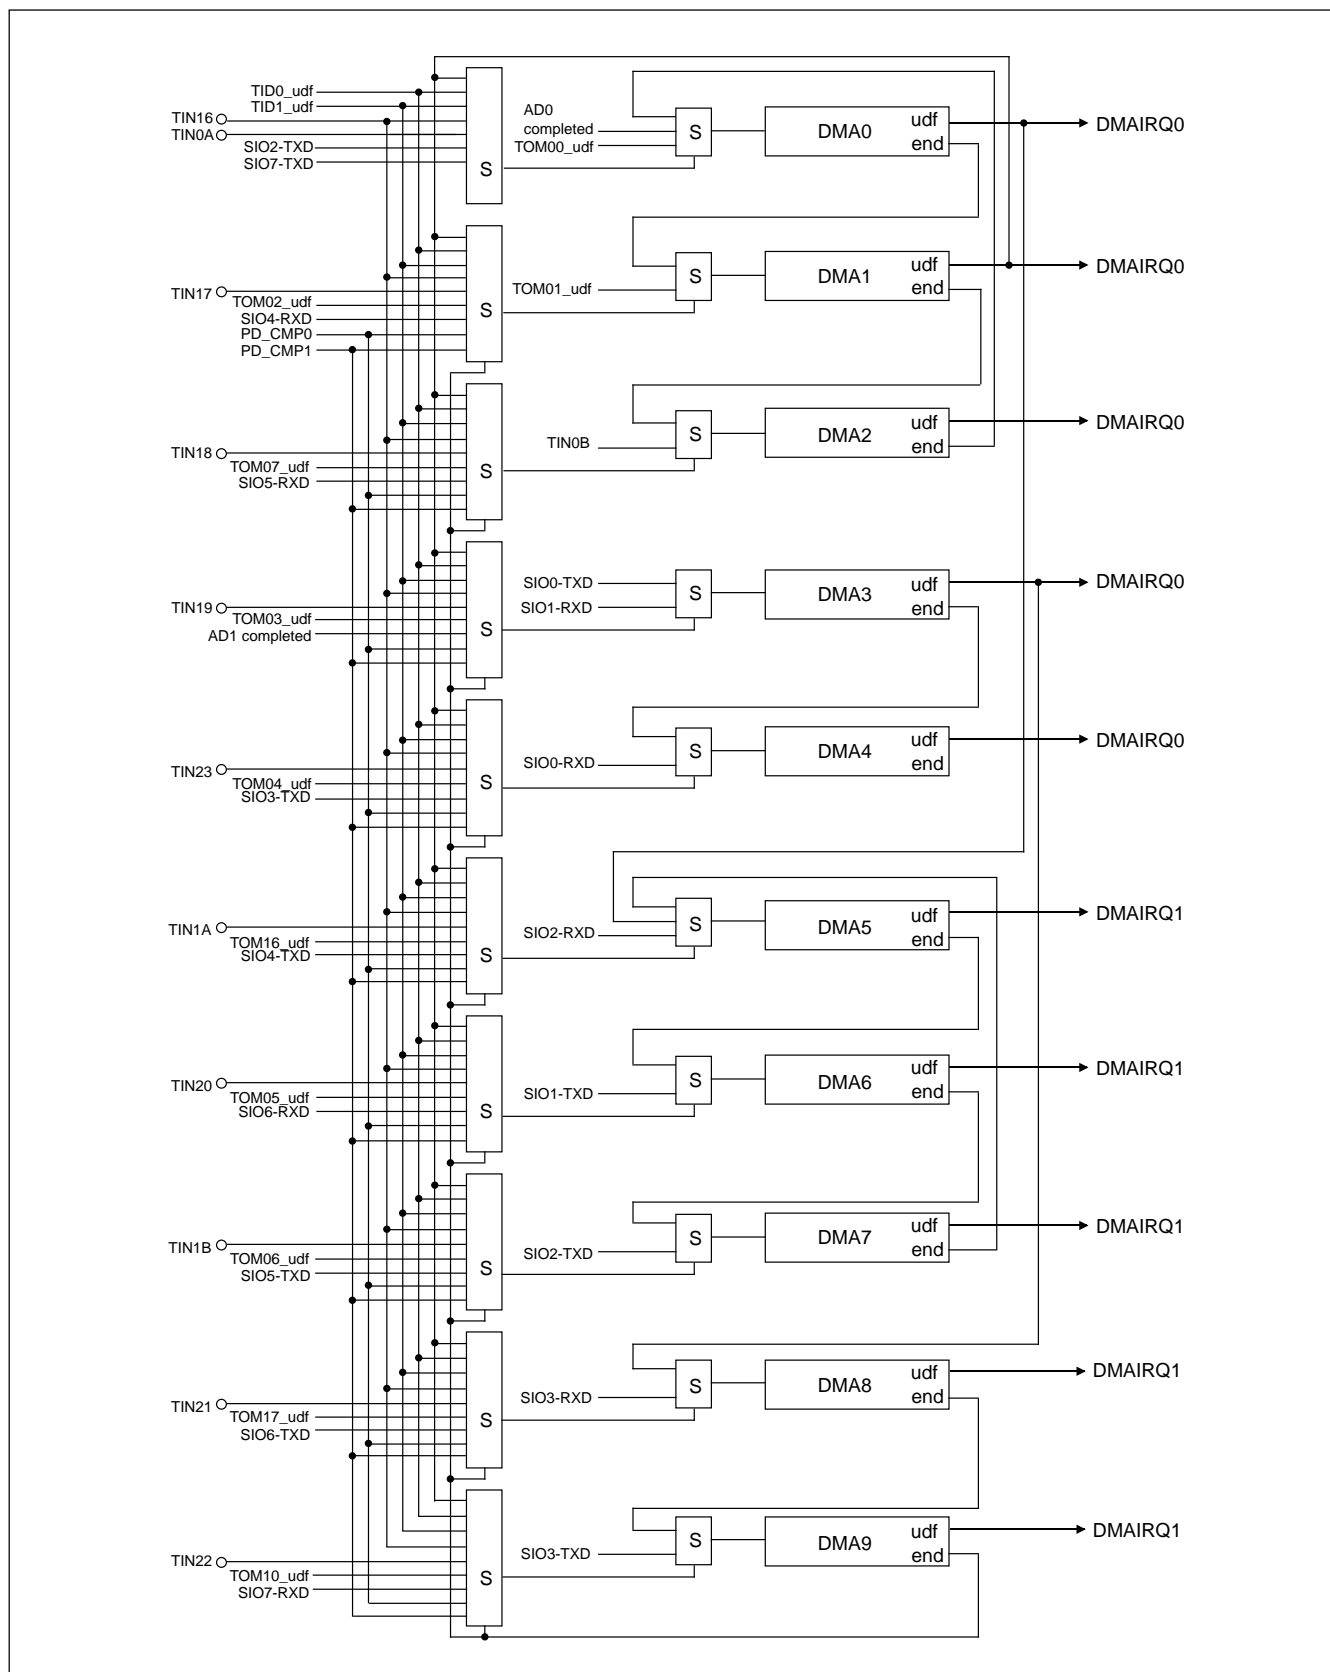 TID0_udf
TID1_udf
TIN16
TIN0A
SIO2-TXD
SIO7-TXD
S
AD0
completed
TOM00_udf
S
DMA0
udf
end
DMAIRQ0
TIN17
TOM02_udf
SIO4-RXD
PD_CMP0
PD_CMP1
S
TOM01_udf
S
DMA1
udf
end
DMAIRQ0
TIN18
TOM07_udf
SIO5-RXD
S
TIN0B
S
DMA2
udf
end
DMAIRQ0
TIN19
TOM03_udf
AD1 completed
S
SIO0-TXD
SIO1-RXD
S
DMA3
udf
end
DMAIRQ0
TIN23
TOM04_udf
SIO3-TXD
S
SIO0-RXD
S
DMA4
udf
end
DMAIRQ0
TIN1A
TOM16_udf
SIO4-TXD
S
SIO2-RXD
S
DMA5
udf
end
DMAIRQ1
TIN20
TOM05_udf
SIO6-RXD
S
SIO1-TXD
S
DMA6
udf
end
DMAIRQ1
TIN1B
TOM06_udf
SIO5-TXD
S
SIO2-TXD
S
DMA7
udf
end
DMAIRQ1
TIN21
TOM17_udf
SIO6-TXD
S
SIO3-RXD
S
DMA8
udf
end
DMAIRQ1
TIN22
TOM10_udf
SIO7-RXD
S
SIO3-TXD
S
DMA9
udf
end
DMAIRQ1